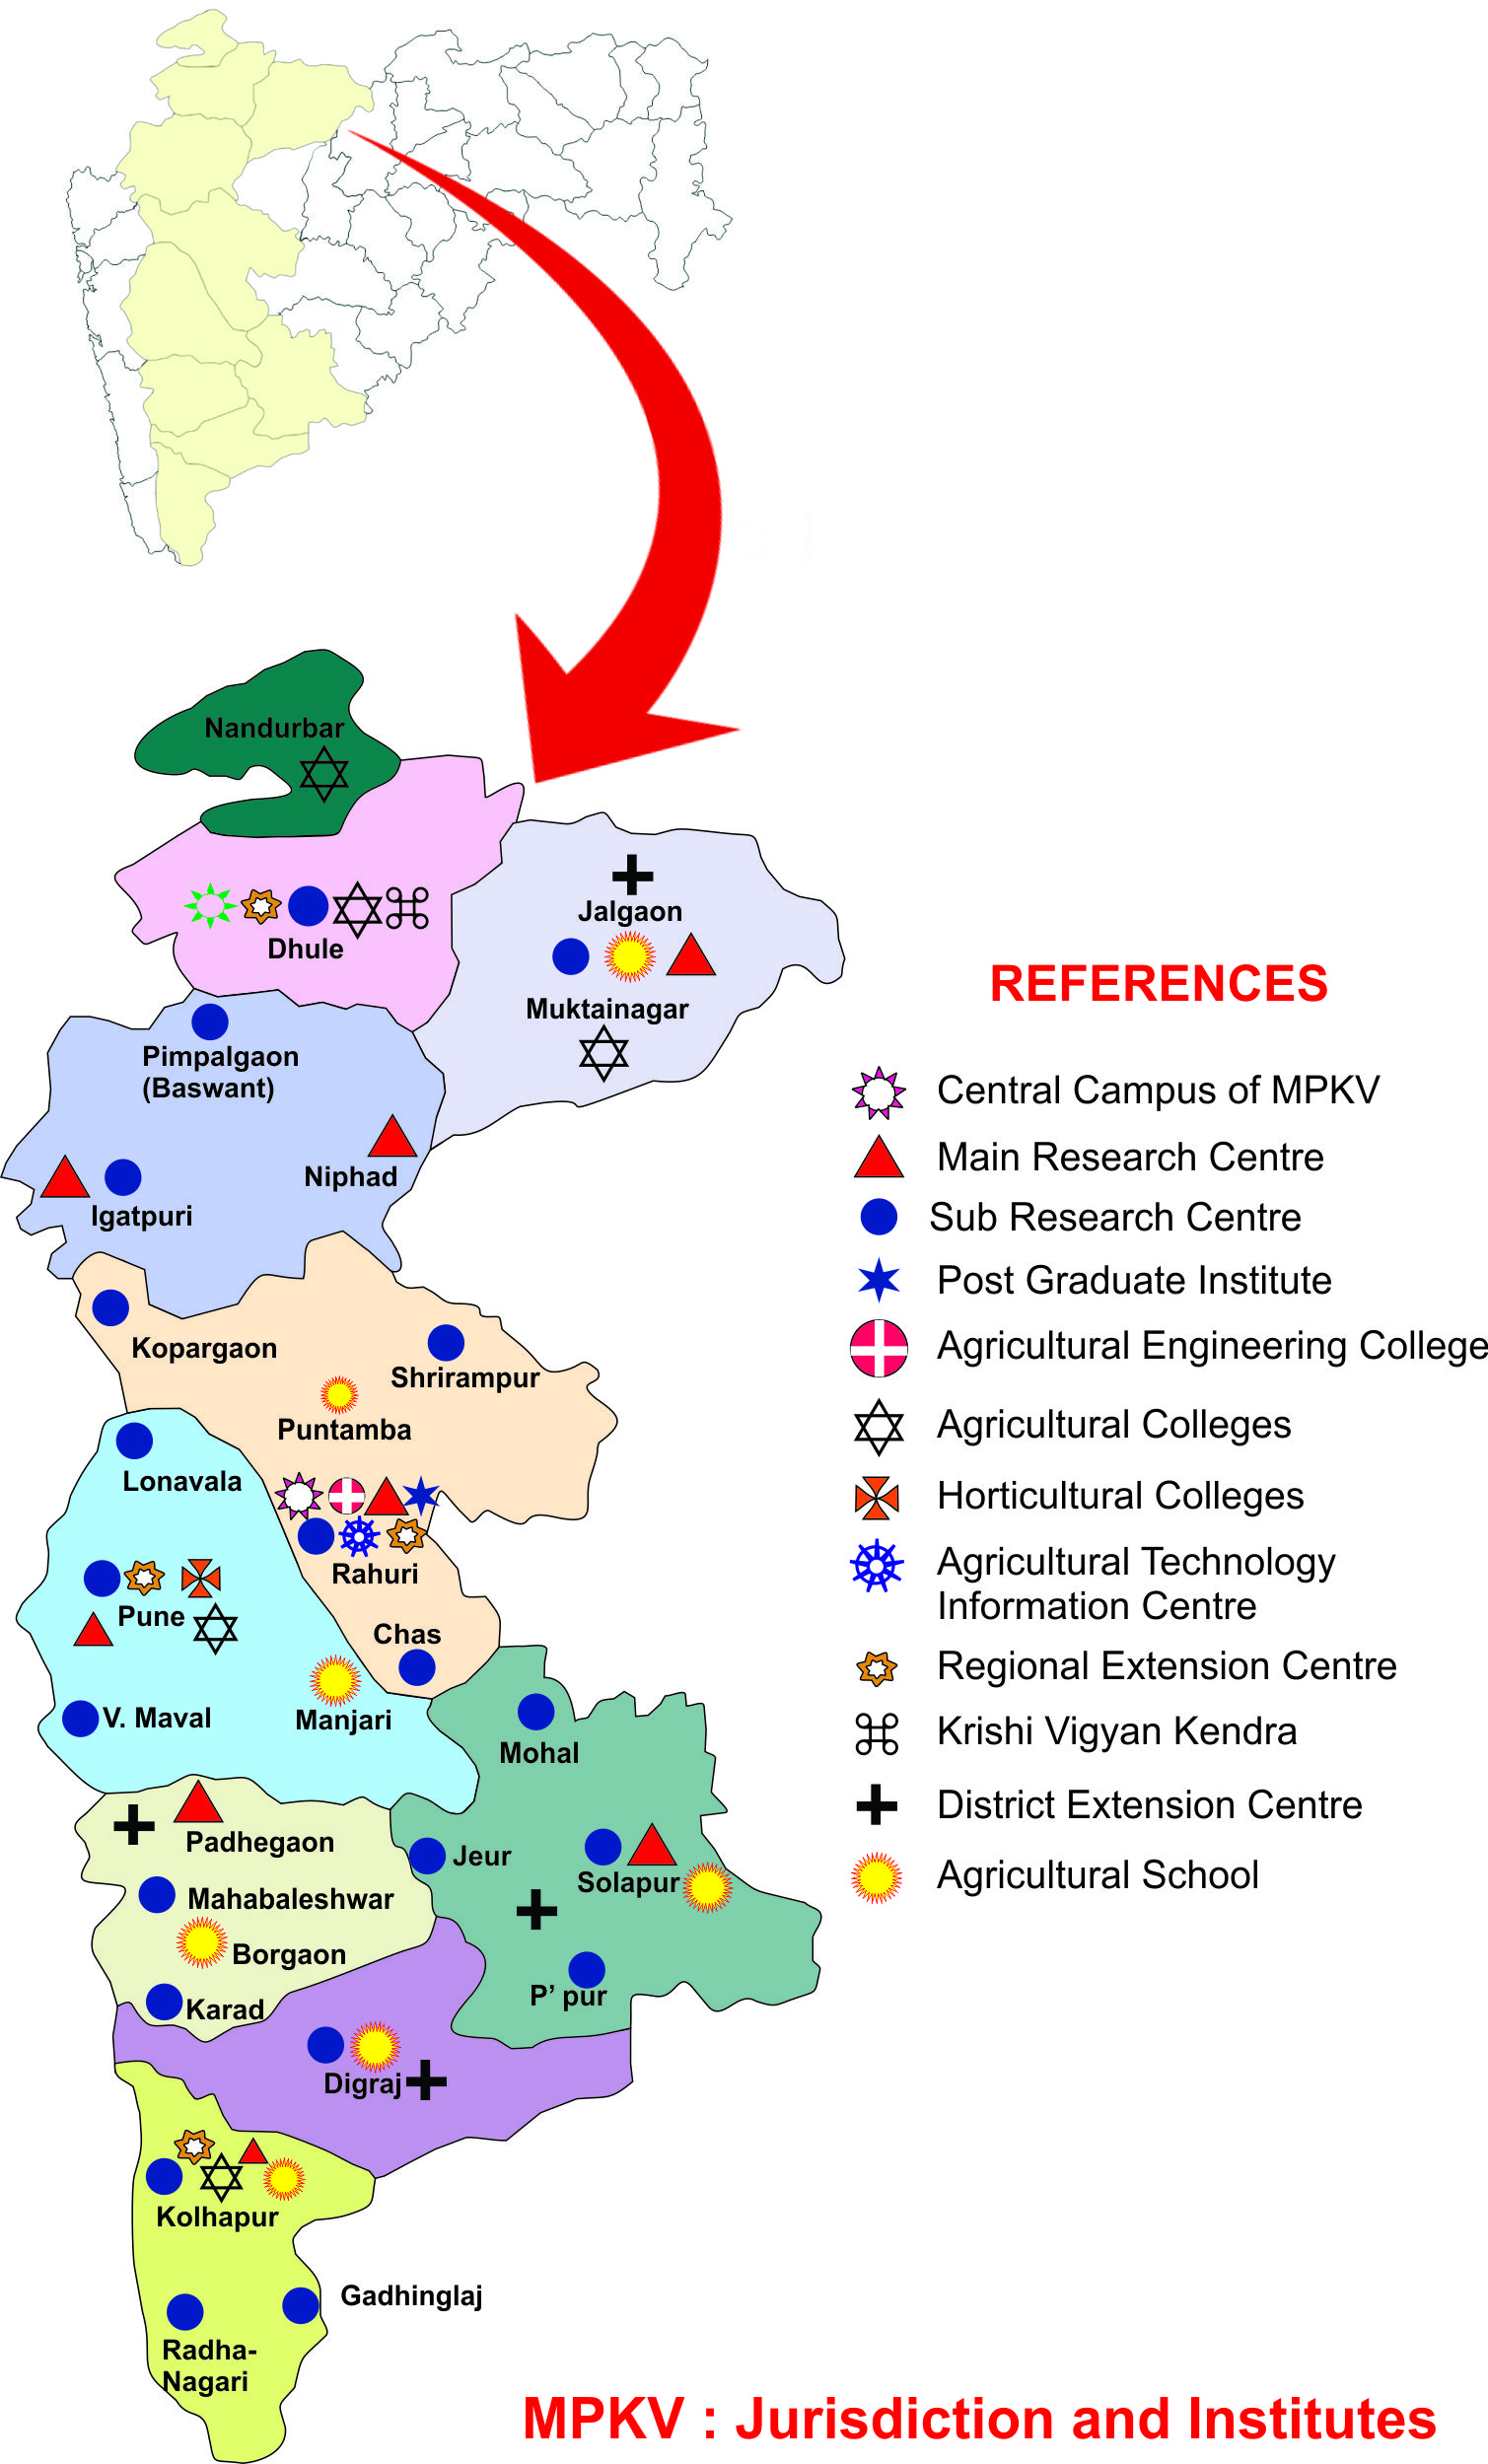 Nandurbar
Dhule
Jalgaon
Muktainagar
Pimpalgaon
(Baswant)
Niphad
Igatpuri
Kopargaon
Shrirampur
Puntamba
Lonavala
Rahuri
Pune
Chas
V. Maval
Manjari
Mohal
Padhegaon
Jeur
Solapur
Mahabaleshwar
Borgaon
P' pur
Karad
Digraj
Kolhapur
Gadhinglaj
Radha-
Nagari
REFERENCES
Central Campus of MPKV
Main Research Centre
Sub Research Centre
Post Graduate Institute
Agricultural Engineering College
Agricultural Colleges
Horticultural Colleges
Agricultural Technology
Information Centre
Regional Extension Centre
Krishi Vigyan Kendra
District Extension Centre
Agricultural School
MPKV : Jurisdiction and Institutes